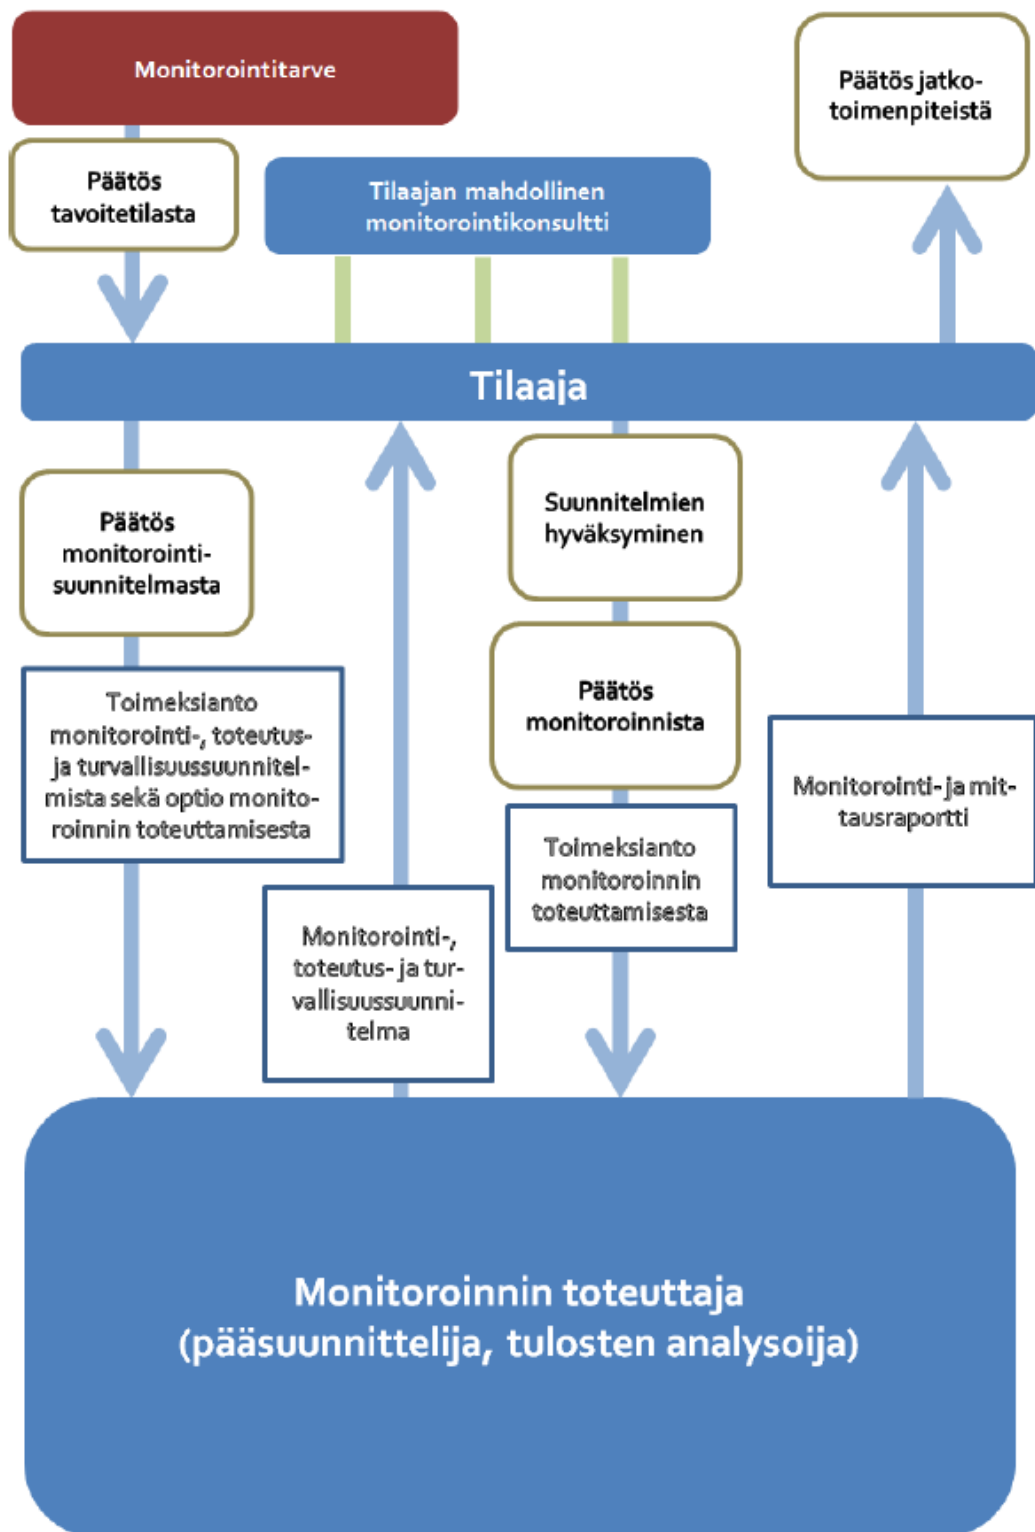 Monitorointitarve
Päätös jatko-
toimenpiteistä
Päätös
tavoitetilasta
Tilaajan mahdollinen
monitorointikonsultti
Tilaaja
Päätös
monitorointi-
suunnitelmasta
Suunnitelmien
hyväksyminen
Päätös
monitoroinnista
Toimeksianto
monitorointi-, toteutus-
ja turvallisuussuunnitel-
mista sekä optio monito-
roinnin toteuttamisesta
Monitorointi- ja mit-
tausraportti
Toimeksianto
monitoroinnin
toteuttamisesta
Monitorointi-,
toteutus- ja tur-
vallisuussuunni-
telma
Monitoroinnin toteuttaja
(pääsuunnittelija, tulosten analysoija)